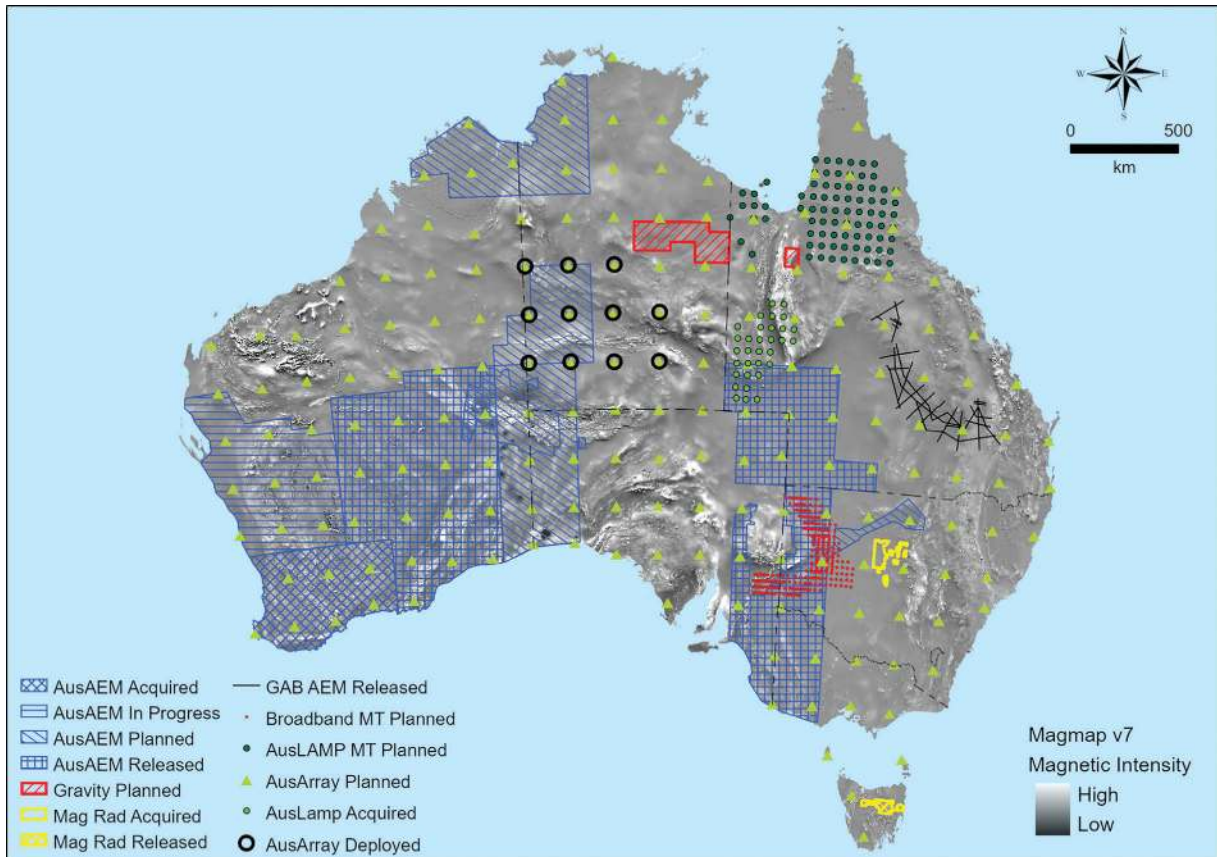 N
W
E
S
0
500
km
AusAEM Acquired
AusAEM In Progress
AusAEM Planned
AusAEM Released
Gravity Planned
Mag Rad Acquired
Mag Rad Released
GAB AEM Released
Broadband MT Planned
AusLAMP MT Planned
AusArray Planned
AusLamp Acquired
AusArray Deployed
Magmap v7
Magnetic Intensity
High
Low